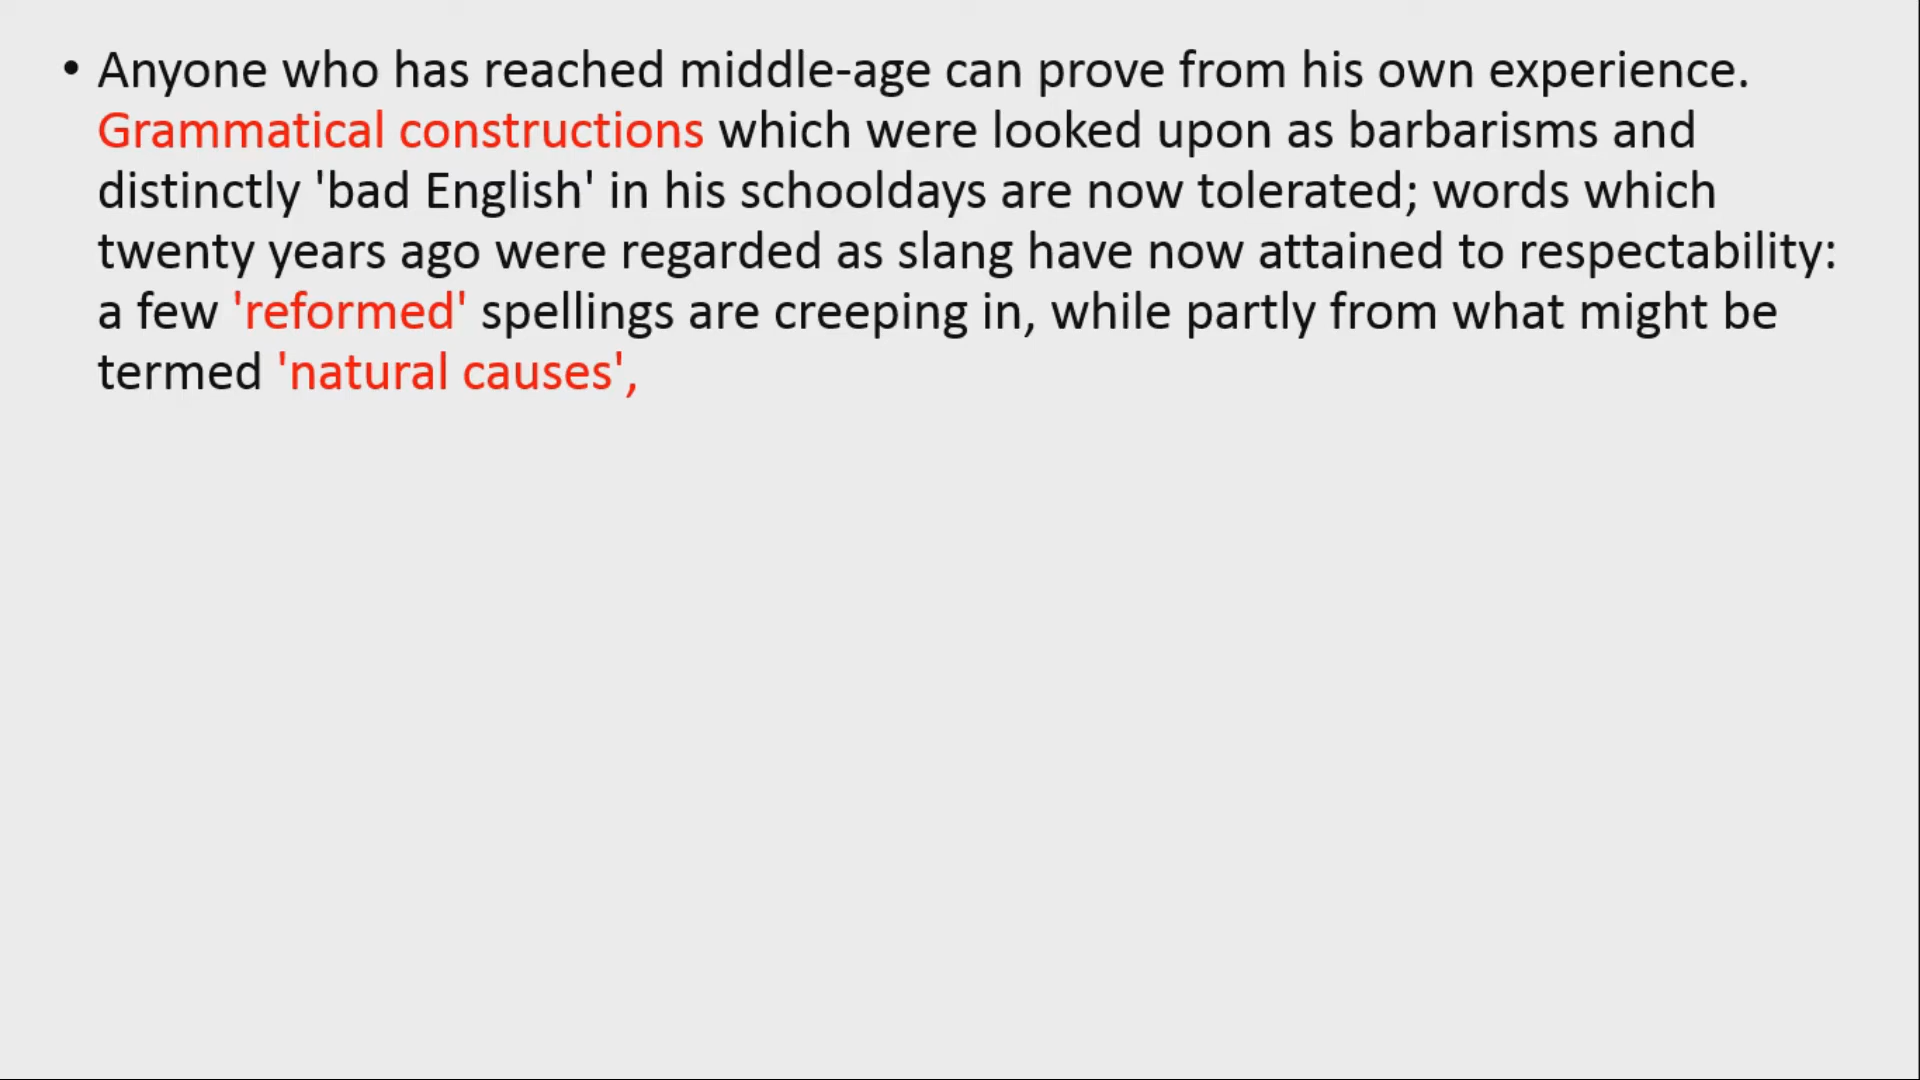 • Anyone who has reached middle-age can prove from his own experience.
Grammatical constructions which were looked upon as barbarisms and
distinctly 'bad English' in his schooldays are now tolerated; words which
twenty years ago were regarded as slang have now attained to respectability:
a few 'reformed' spellings are creeping in, while partly from what might be
termed 'natural causes',